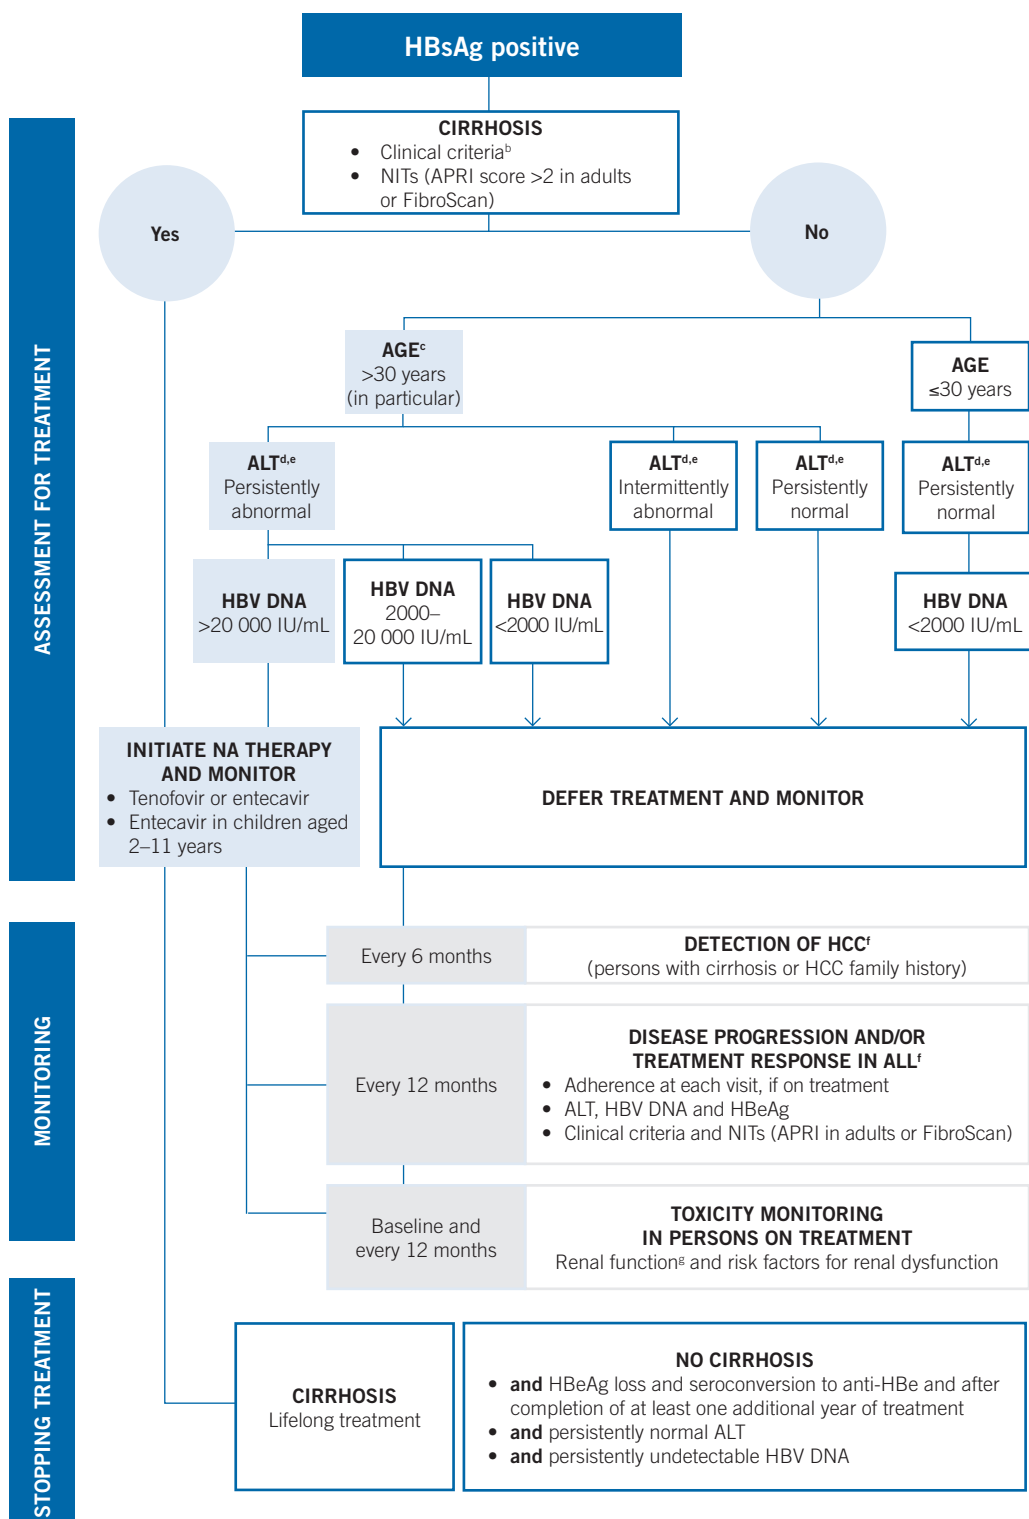 HBsAg positive
ASSESSMENT FOR TREATMENT
CIRRHOSIS
• Clinical criteriaᵇ
• NITs (APRI score >2 in adults
or FibroScan)
Yes
No
AGEᶜ
>30 years
(in particular)
AGE
≤30 years
ALTᵈ,ᵉ
Persistently
abnormal
ALTᵈ,ᵉ
Intermittently
abnormal
ALTᵈ,ᵉ
Persistently
normal
ALTᵈ,ᵉ
Persistently
normal
HBV DNA
>20 000 IU/mL
HBV DNA
2000–
20 000 IU/mL
HBV DNA
<2000 IU/mL
HBV DNA
<2000 IU/mL
INITIATE NA THERAPY
AND MONITOR
• Tenofovir or entecavir
• Entecavir in children aged
2–11 years
DEFER TREATMENT AND MONITOR
MONITORING
Every 6 months
DETECTION OF HCCᶠ
(persons with cirrhosis or HCC family history)
Every 12 months
DISEASE PROGRESSION AND/OR
TREATMENT RESPONSE IN ALLᶠ
• Adherence at each visit, if on treatment
• ALT, HBV DNA and HBeAg
• Clinical criteria and NITs (APRI in adults or FibroScan)
Baseline and
every 12 months
TOXICITY MONITORING
IN PERSONS ON TREATMENT
Renal functionᵍ and risk factors for renal dysfunction
STOPPING TREATMENT
CIRRHOSIS
Lifelong treatment
NO CIRRHOSIS
• and HBeAg loss and seroconversion to anti-HBe and after
completion of at least one additional year of treatment
• and persistently normal ALT
• and persistently undetectable HBV DNA